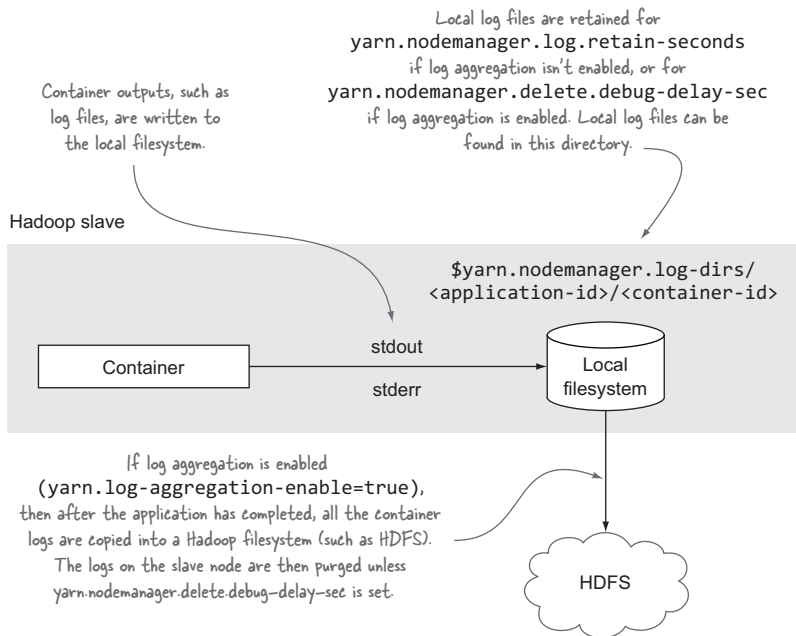 Local log files are retained for
yarn.nodemanager.log.retain-seconds
if log aggregation isn't enabled, or for
yarn.nodemanager.delete.debug-delay-sec
if log aggregation is enabled. Local log files can be
found in this directory.
Container outputs, such as
log files, are written to
the local filesystem.
Hadoop slave
$yarn.nodemanager.log-dirs/
<application-id>/<container-id>
Container
stdout
stderr
Local
filesystem
If log aggregation is enabled
(yarn.log-aggregation-enable=true),
then after the application has completed, all the container
logs are copied into a Hadoop filesystem (such as HDFS).
The logs on the slave node are then purged unless
yarn.nodemanager.delete.debug-delay-sec is set.
HDFS